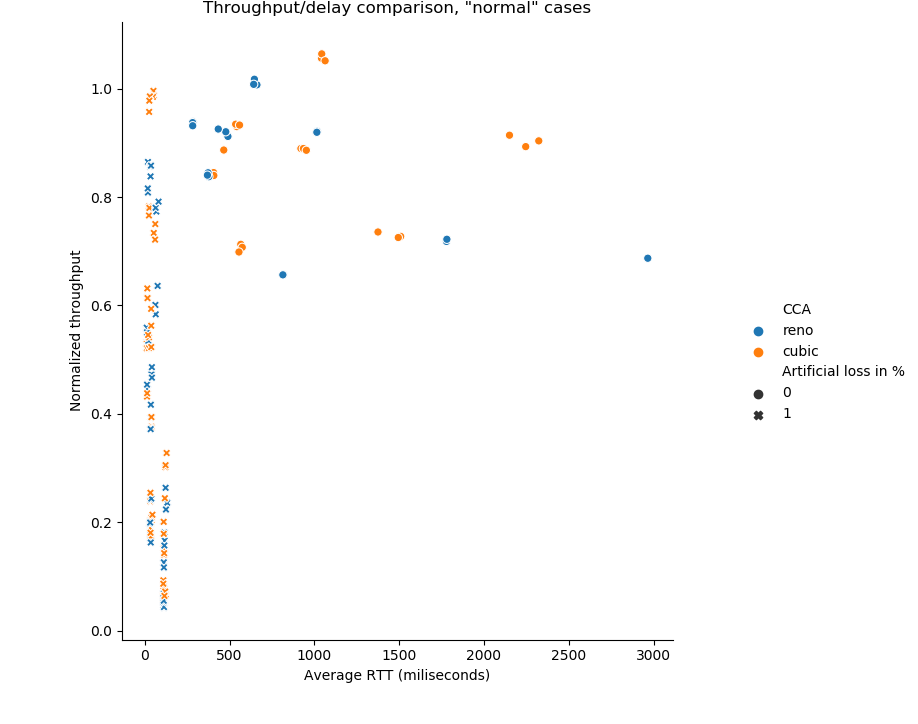 Throughput/delay comparison, "normal" cases
1.0
0.8
0.6
0.4
0.2
0.0
Normalized throughput
0
500
1000
1500
2000
2500
3000
Average RTT (miliseconds)
CCA
reno
cubic
Artificial loss in %
0
1